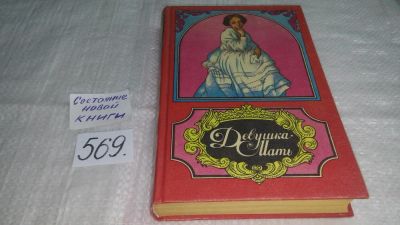 Состояние
новой
книги
569.
Девушка-
Мать